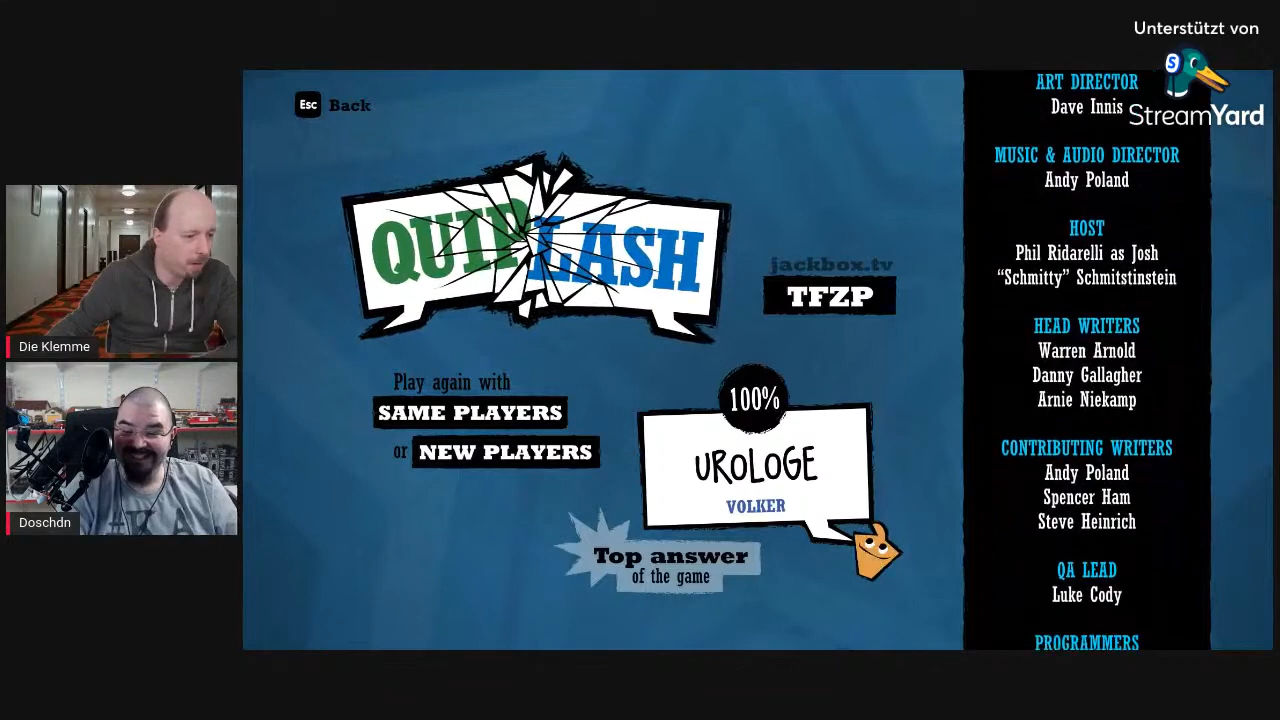 Unterstützt von
StreamYard
Esc Back
QUIPLASH
jackbox.tv
TFZP
Play again with
SAME PLAYERS
or NEW PLAYERS
100%
UROLOGE
VOLKER
Top answer
of the game
ART DIRECTOR
Dave Innis
MUSIC & AUDIO DIRECTOR
Andy Poland
HOST
Phil Ridarelli as Josh
“Schmitty” Schmitstinstein
HEAD WRITERS
Warren Arnold
Danny Gallagher
Arnie Niekamp
CONTRIBUTING WRITERS
Andy Poland
Spencer Ham
Steve Heinrich
QA LEAD
Luke Cody
PROGRAMMERS
Die Klemme
Doschdn